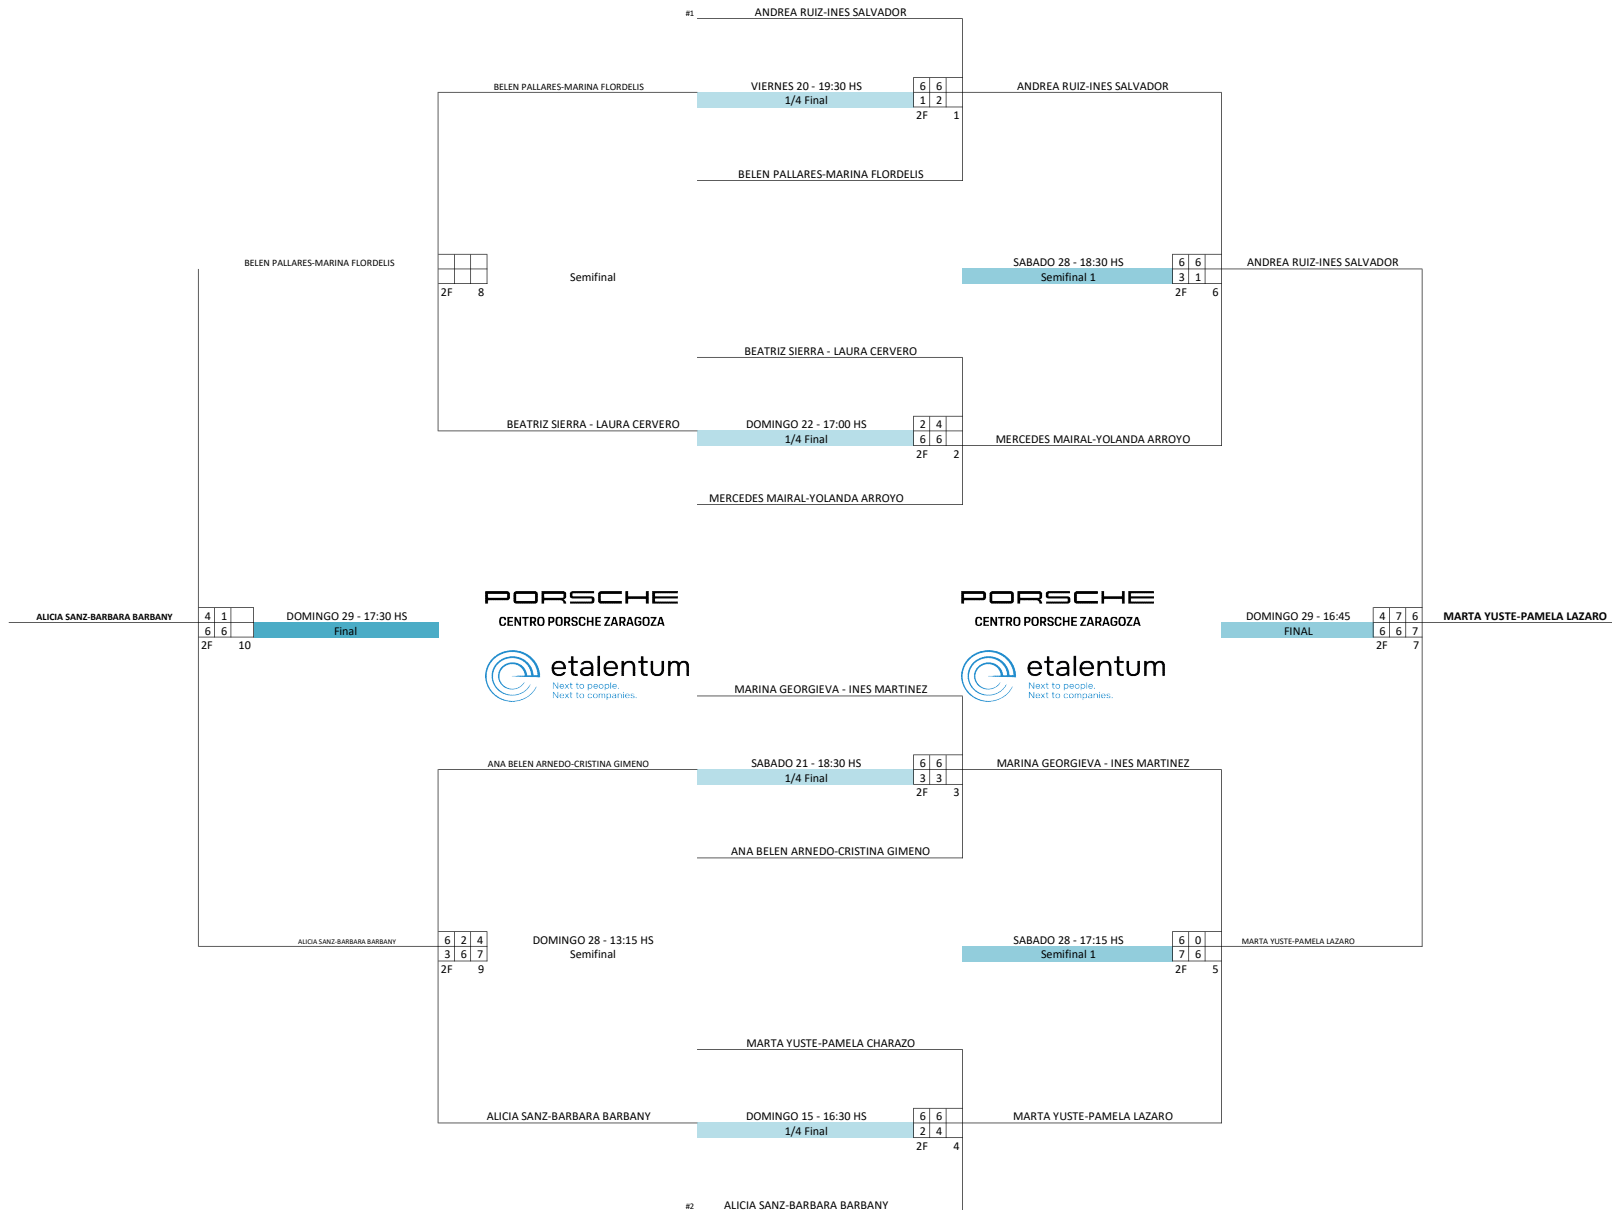 #1 ANDREA RUIZ-INES SALVADOR
BELEN PALLARES-MARINA FLORDELIS VIERNES 20 - 19:30 HS 6 6 ANDREA RUIZ-INES SALVADOR
1/4 Final 1 2
2F 1
BELEN PALLARES-MARINA FLORDELIS
BELEN PALLARES-MARINA FLORDELIS SABADO 28 - 18:30 HS 6 6 ANDREA RUIZ-INES SALVADOR
Semifinal Semifinal 1 3 1
2F 8 2F 6
BEATRIZ SIERRA - LAURA CERVERO
BEATRIZ SIERRA - LAURA CERVERO DOMINGO 22 - 17:00 HS 2 4
1/4 Final 6 6 MERCEDES MAIRAL-YOLANDA ARROYO
2F 2
MERCEDES MAIRAL-YOLANDA ARROYO
PORSCHE PORSCHE
CENTRO PORSCHE ZARAGOZA CENTRO PORSCHE ZARAGOZA
ALICIA SANZ-BARBARA BARBANY 4 1 DOMINGO 29 - 17:30 HS DOMINGO 29 - 16:45 4 7 6 MARTA YUSTE-PAMELA LAZARO
6 6 Final FINAL 6 6 7
2F 10 2F 7
etalentum etalentum
Next to people. Next to people.
Next to companies. Next to companies.
MARINA GEORGIEVA - INES MARTINEZ
ANA BELEN ARNEDO-CRISTINA GIMENO SABADO 21 - 18:30 HS 6 6 MARINA GEORGIEVA - INES MARTINEZ
1/4 Final 3 3
2F 3
ANA BELEN ARNEDO-CRISTINA GIMENO
ALICIA SANZ-BARBARA BARBANY 6 2 4 DOMINGO 28 - 13:15 HS SABADO 28 - 17:15 HS 6 0 MARTA YUSTE-PAMELA LAZARO
3 6 7 Semifinal Semifinal 1 7 6
2F 9 2F 5
MARTA YUSTE-PAMELA CHARAZO
ALICIA SANZ-BARBARA BARBANY DOMINGO 15 - 16:30 HS 6 6 MARTA YUSTE-PAMELA LAZARO
1/4 Final 2 4
2F 4
#2 ALICIA SANZ-BARBARA BARBANY